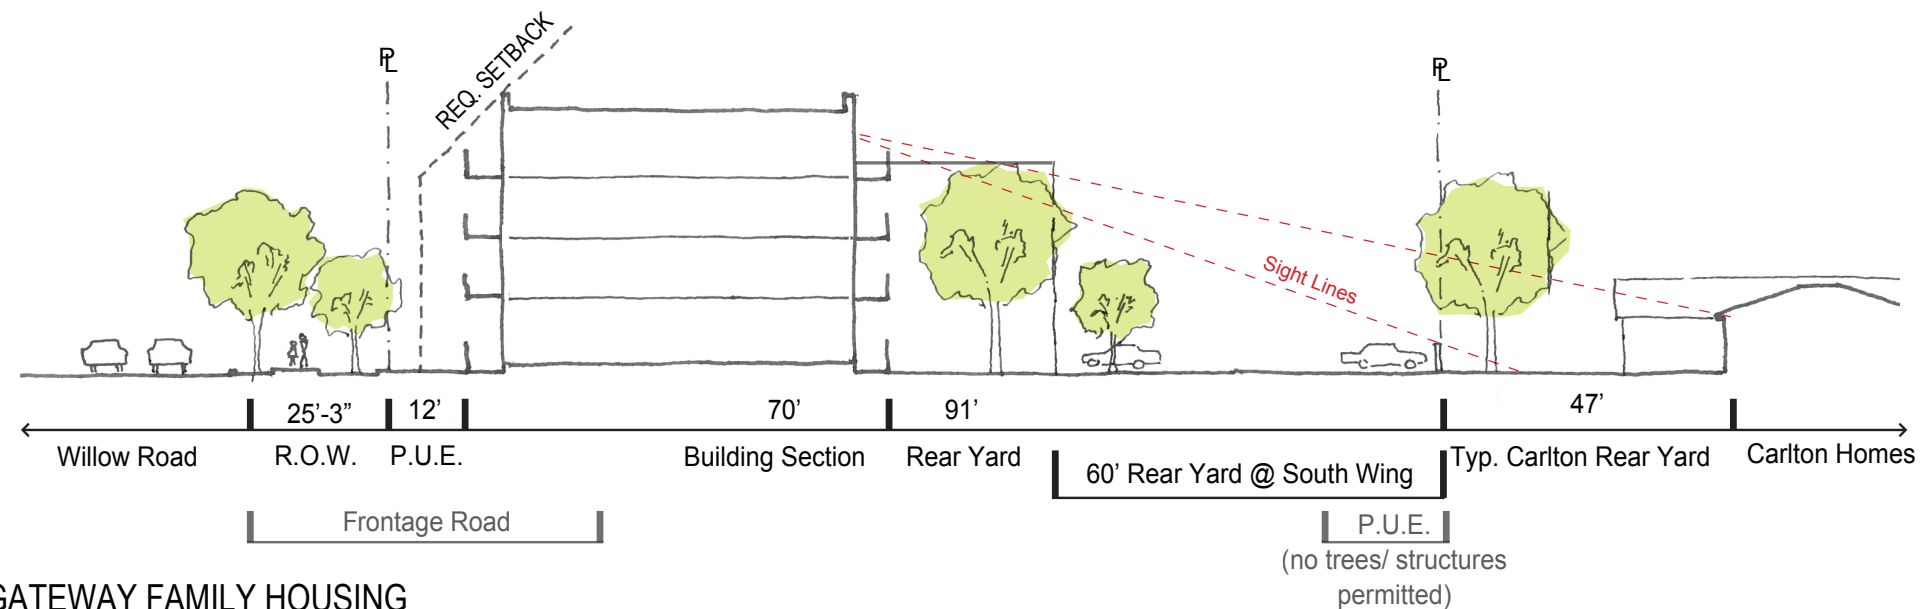 REQ. SETBACK
PL
PL
Sight Lines
25’-3”
12’
70’
91’
47’
Willow Road
R.O.W.
P.U.E.
Building Section
Rear Yard
60’ Rear Yard @ South Wing
Typ. Carlton Rear Yard
Carlton Homes
Frontage Road
P.U.E.
(no trees/ structures
permitted)
GATEWAY FAMILY HOUSING